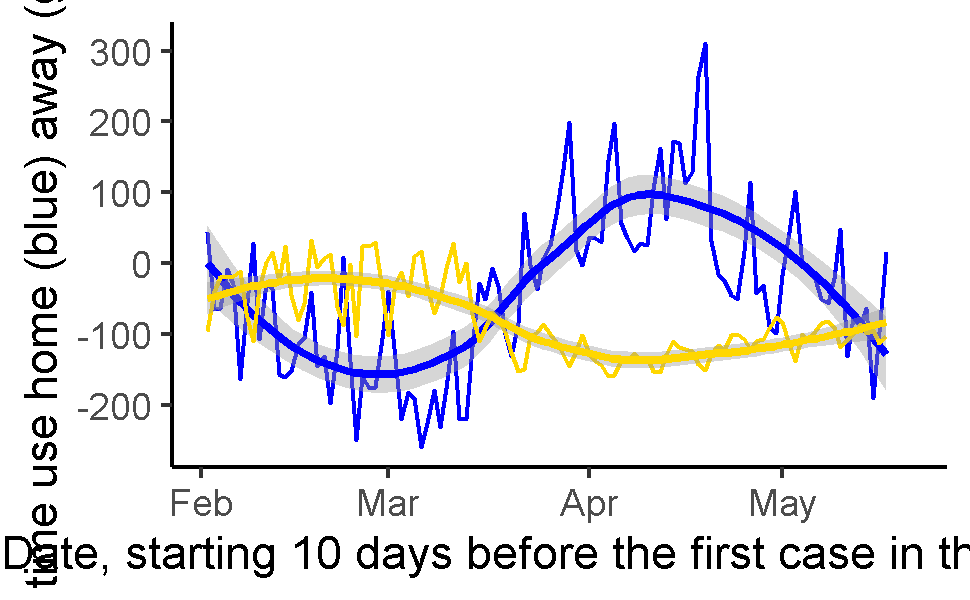 time use home (blue) away (
300
200
100
0
-100
-200
Feb Mar Apr May
Date, starting 10 days before the first case in th